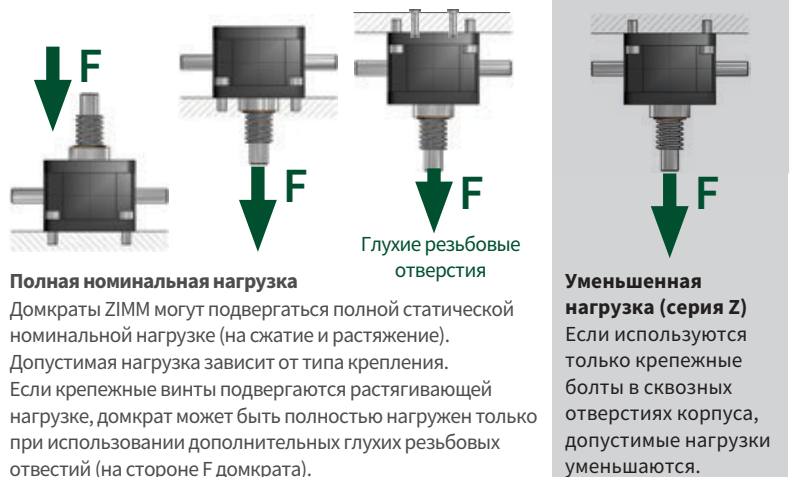 F
F
F
F
Глухие резьбовые
отверстия
Полная номинальная нагрузка
Домкраты ZIMM могут подвергаться полной статической
номинальной нагрузке (на сжатие и растяжение).
Допустимая нагрузка зависит от типа крепления.
Если крепежные винты подвергаются растягивающей
нагрузке, домкрат может быть полностью нагружен только
при использовании дополнительных глухих резьбовых
отвестий (на стороне F домкрата).
Уменьшенная
нагрузка (серия Z)
Если используются
только крепежные
болты в сквозных
отверстиях корпуса,
допустимые нагрузки
уменьшаются.